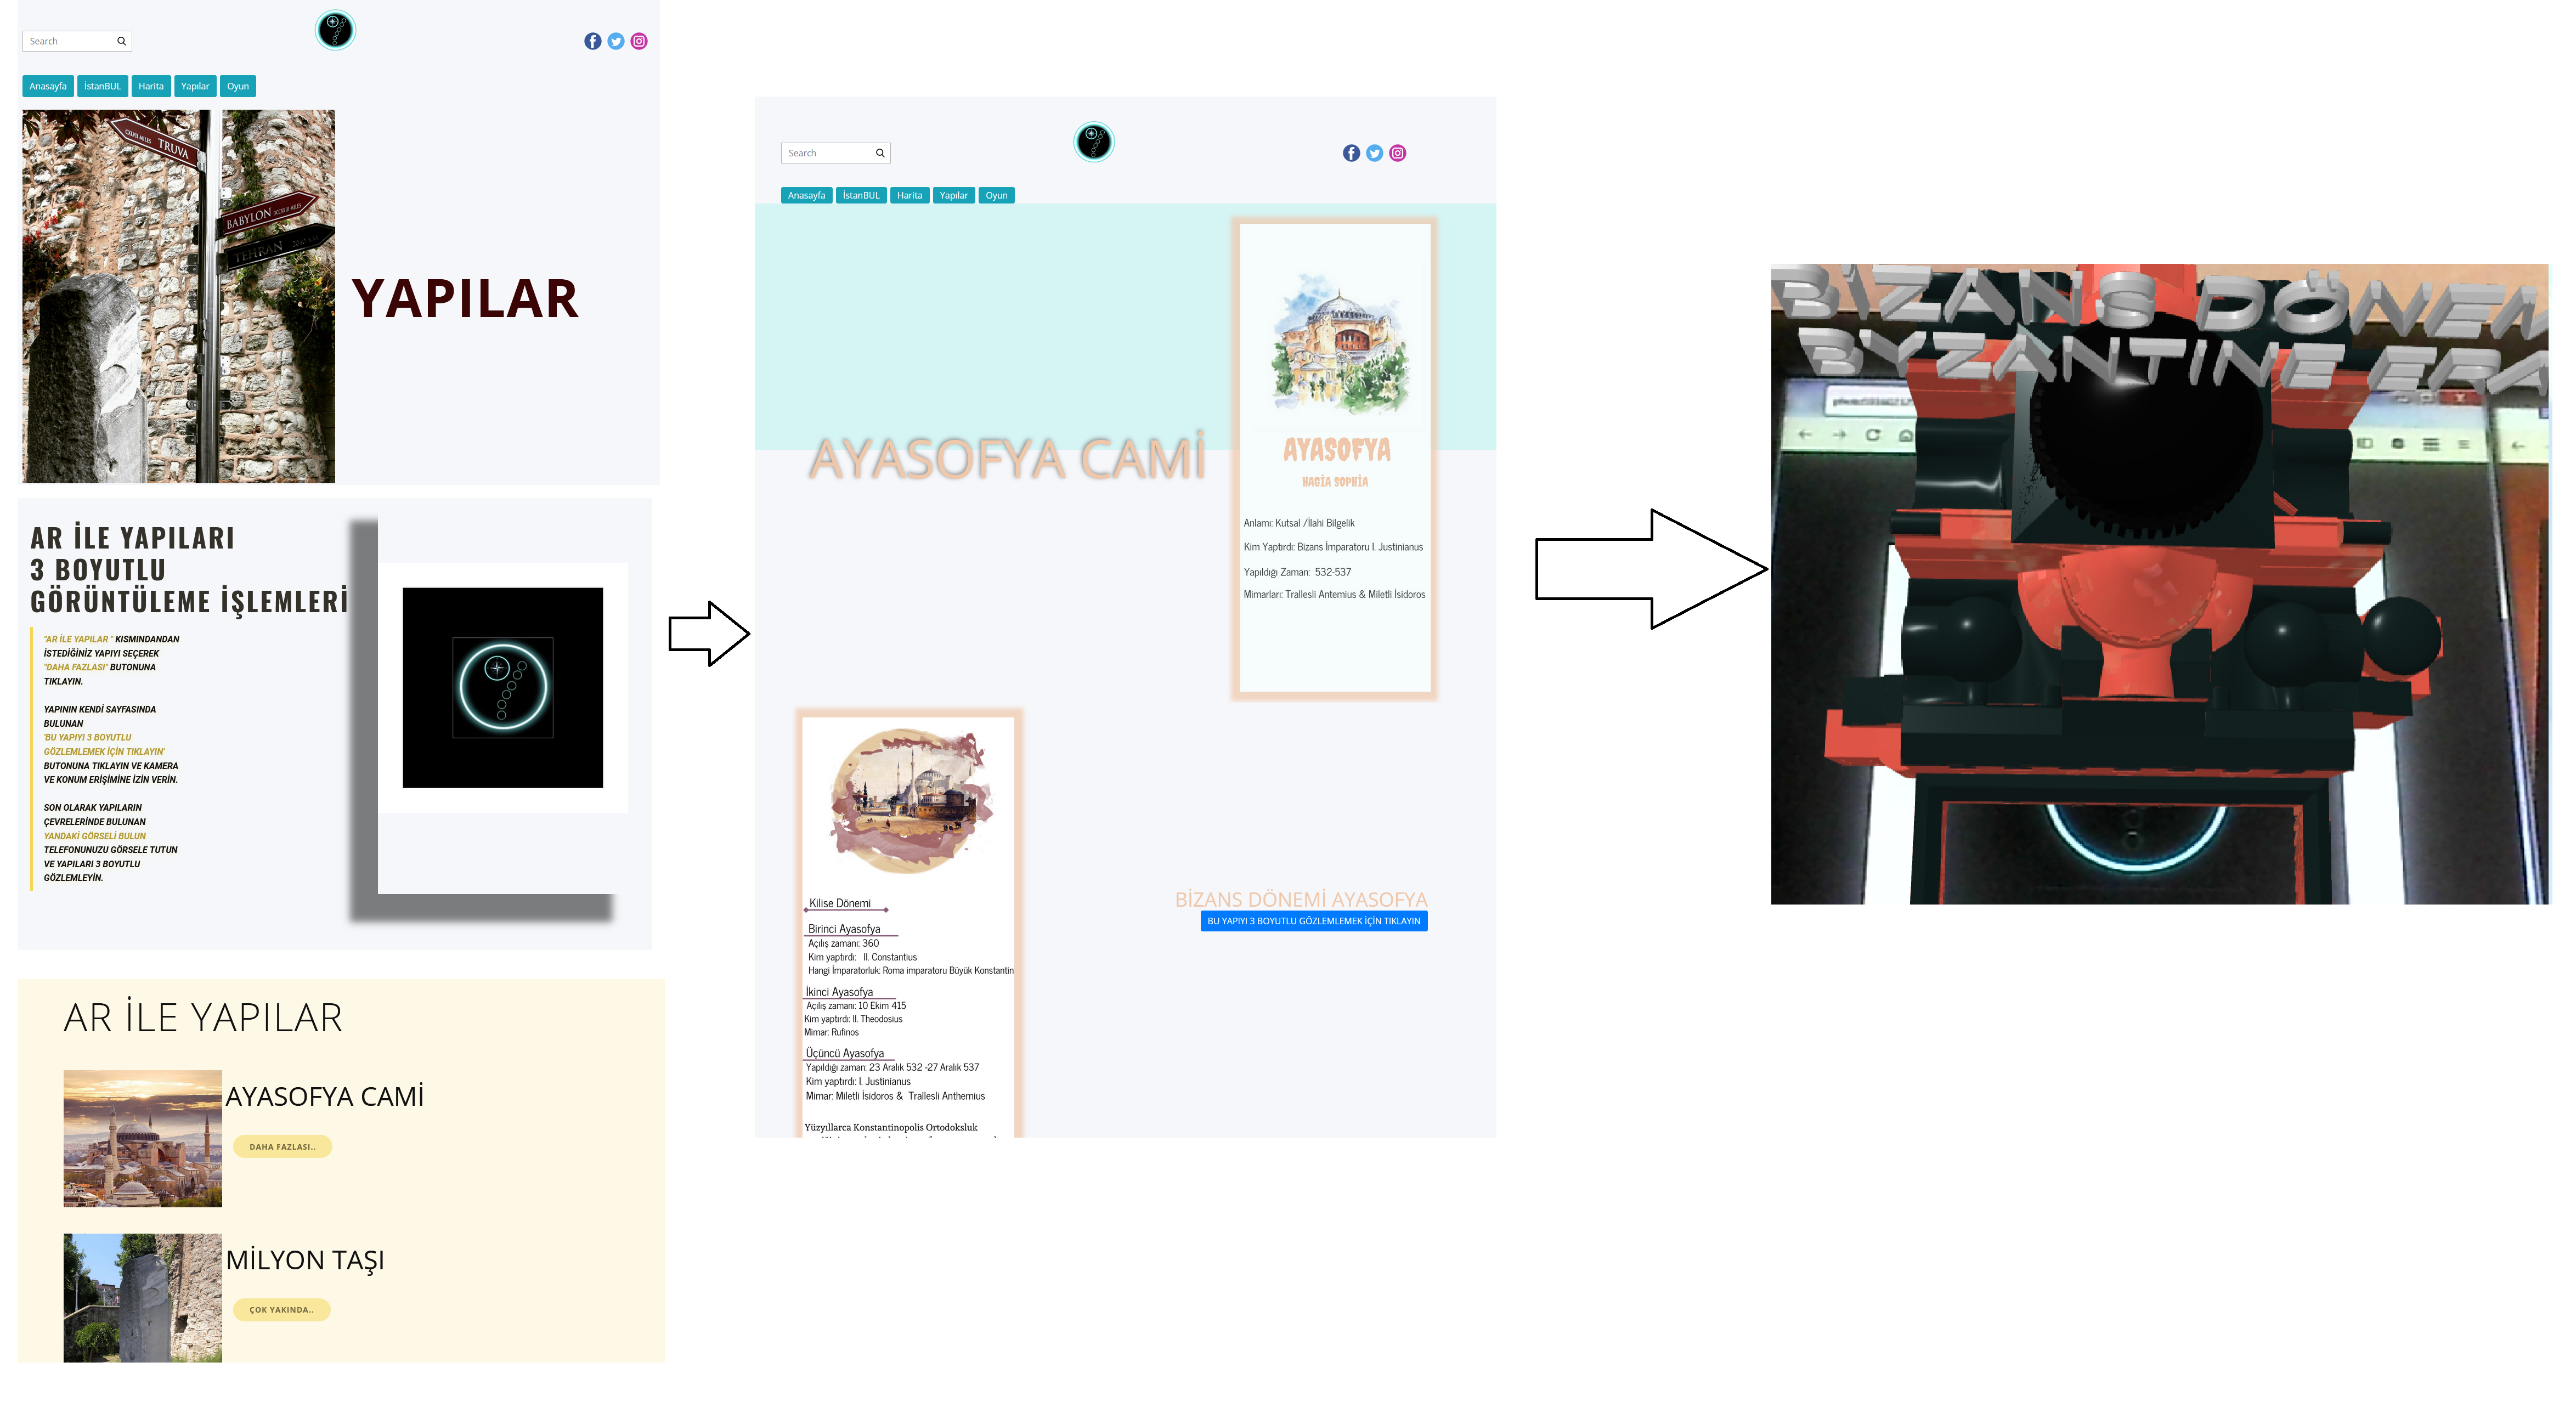 Search
Anasayfa
İstanBUL
Harita
Yapılar
Oyun
TRUVA
BABYLON
TEHRAN
YAPILAR
AR İLE YAPILARI
3 BOYUTLU
GÖRÜNTÜLEME İŞLEMLERİ
"AR İLE YAPILAR " KISMINDANDAN
İSTEDİĞİNİZ YAPIYI SEÇEREK
"DAHA FAZLASI" BUTONUNA
TIKLAYIN.
YAPININ KENDİ SAYFASINDA
BULUNAN
'BU YAPIYI 3 BOYUTLU
GÖZLEMLEMEK İÇİN TIKLAYIN'
BUTONUNA TIKLAYIN VE KAMERA
VE KONUM ERİŞİMİNE İZİN VERİN.
SON OLARAK YAPILARIN
ÇEVRELERİNDE BULUNAN
YANDAKİ GÖRSELİ BULUN
TELEFONUNUZU GÖRSELE TUTUN
VE YAPILARI 3 BOYUTLU
GÖZLEMLEYİN.
AR İLE YAPILAR
AYASOFYA CAMİ
DAHA FAZLASI..
MİLYON TAŞI
ÇOK YAKINDA..
Search
Anasayfa
İstanBUL
Harita
Yapılar
Oyun
AYASOFYA CAMİ
AYASOFYA
HAGİA SOPHİA
Anlamı: Kutsal /İlahi Bilgelik
Kim Yaptırdı: Bizans İmparatoru I. Justinianus
Yapıldığı Zaman: 532-537
Mimarları: Trallesli Antemius & Miletli İsidoros
Kilise Dönemi
Birinci Ayasofya
Açılış zamanı: 360
Kim yaptırdı: II. Constantius
Hangi İmparatorluk: Roma imparatoru Büyük Konstantin
İkinci Ayasofya
Açılış zamanı: 10 Ekim 415
Kim yaptırdı: II. Theodosius
Mimar: Rufinos
Üçüncü Ayasofya
Yapıldığı zaman: 23 Aralık 532 -27 Aralık 537
Kim yaptırdı: I. Justinianus
Mimar: Miletli İsidoros & Trallesli Anthemius
Yüzyıllarca Konstantinopolis Ortodoksluk
BİZANS DÖNEMİ AYASOFYA
BU YAPIYI 3 BOYUTLU GÖZLEMLEMEK İÇİN TIKLAYIN
BİZANS DÖNEM
BYZANTINE ERA